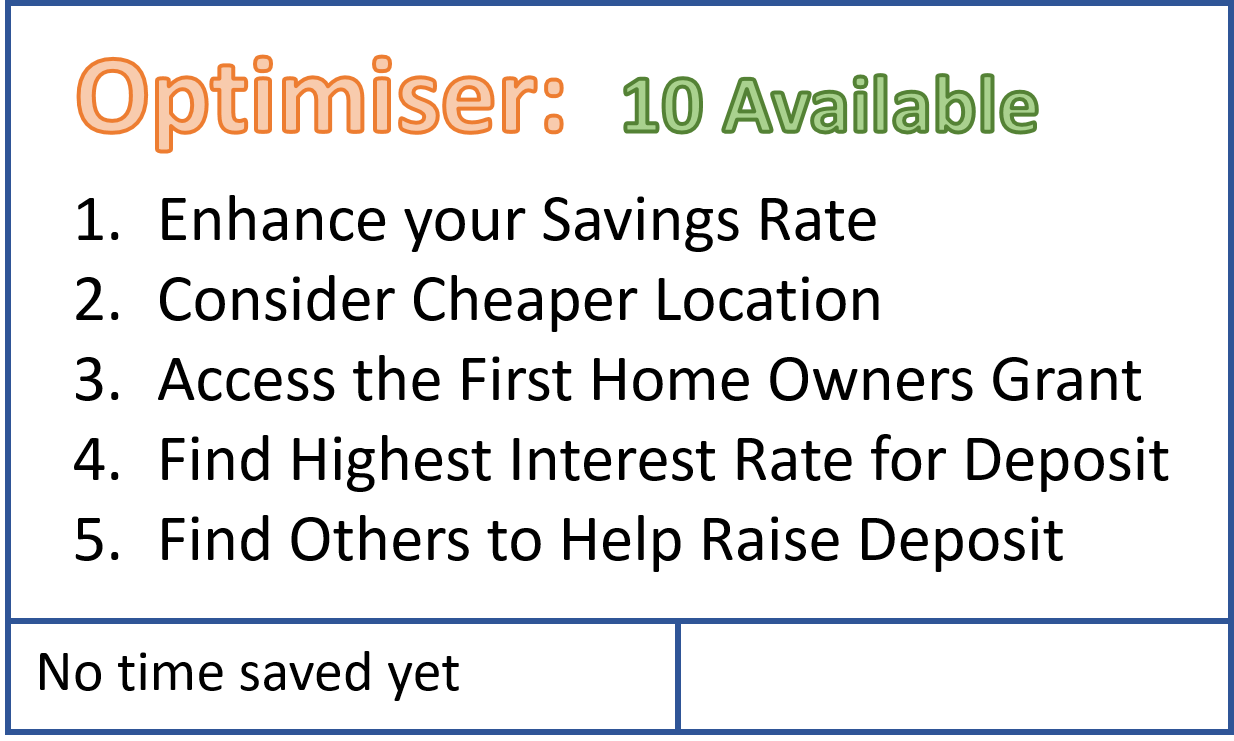 Optimiser: 10 Available
1. Enhance your Savings Rate
2. Consider Cheaper Location
3. Access the First Home Owners Grant
4. Find Highest Interest Rate for Deposit
5. Find Others to Help Raise Deposit
No time saved yet